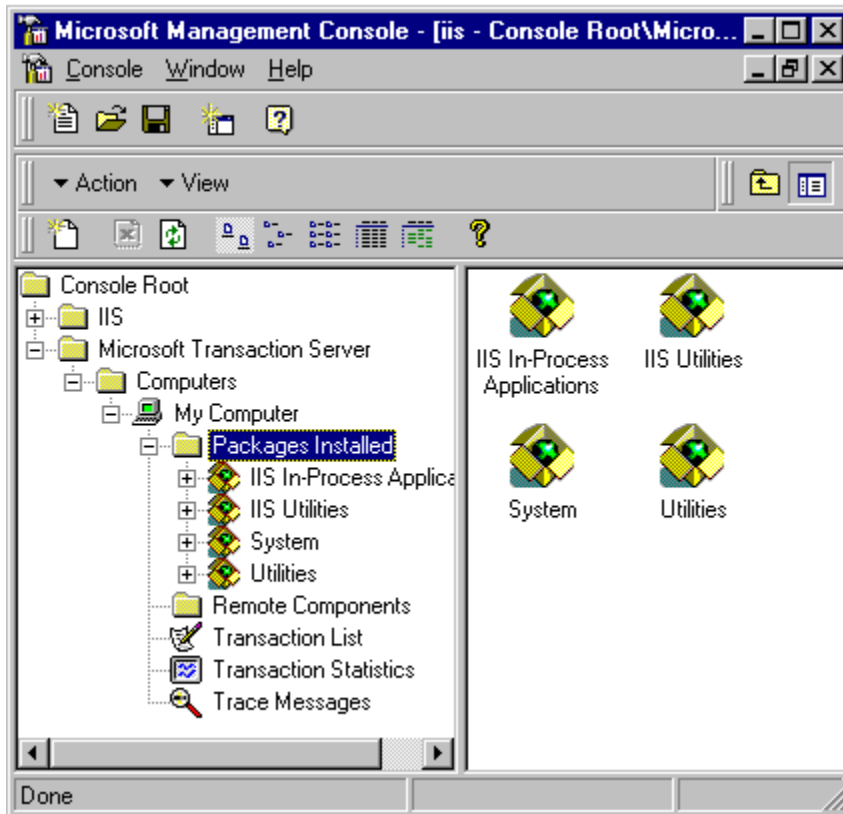 Microsoft Management Console - [iis - Console Root\Micro...
Console Window Help
Action View
Console Root
IIS
Microsoft Transaction Server
Computers
My Computer
Packages Installed
IIS In-Process Applica
IIS Utilities
System
Utilities
Remote Components
Transaction List
Transaction Statistics
Trace Messages
IIS In-Process
Applications
IIS Utilities
System
Utilities
Done